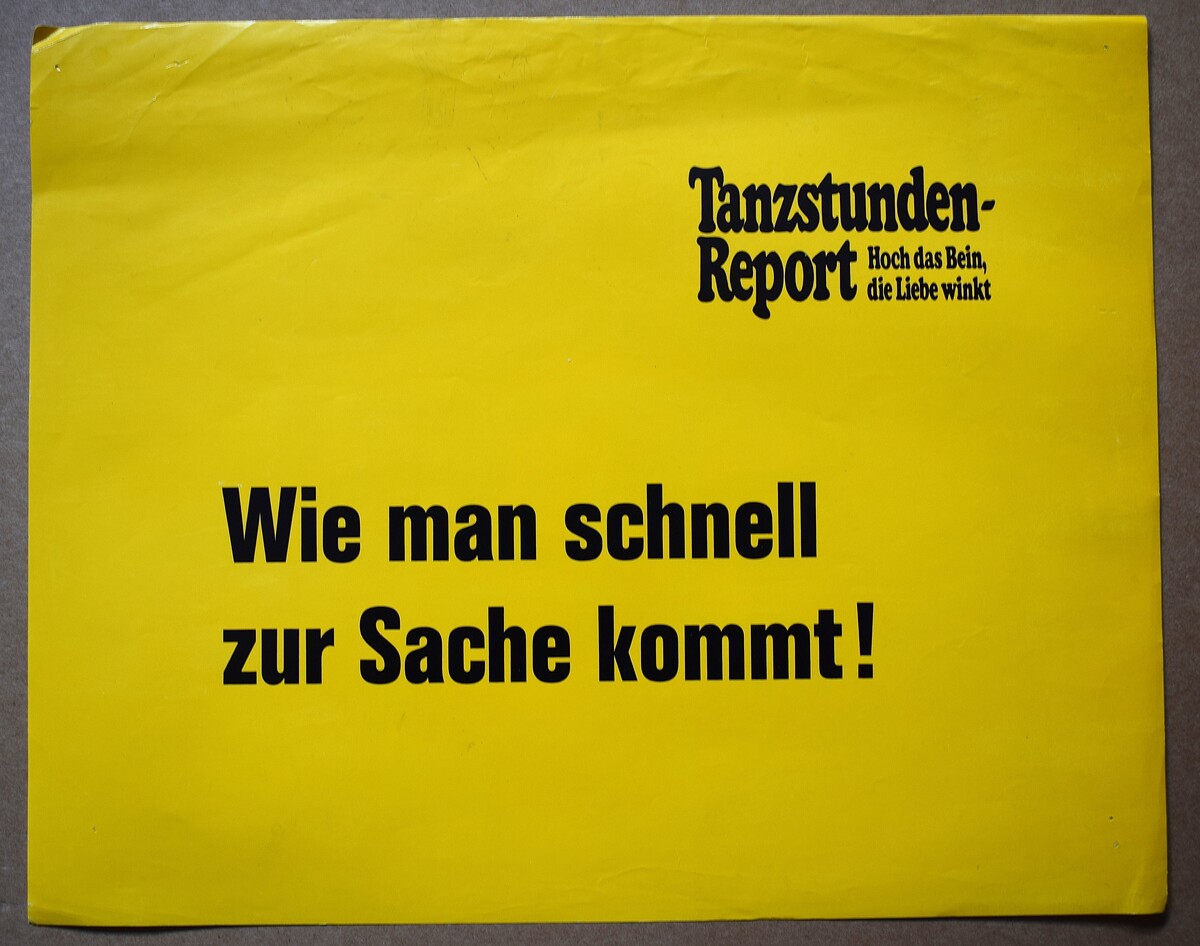 Tanzstunden-
Report
Hoch das Bein,
die Liebe winkt
Wie man schnell
zur Sache kommt!